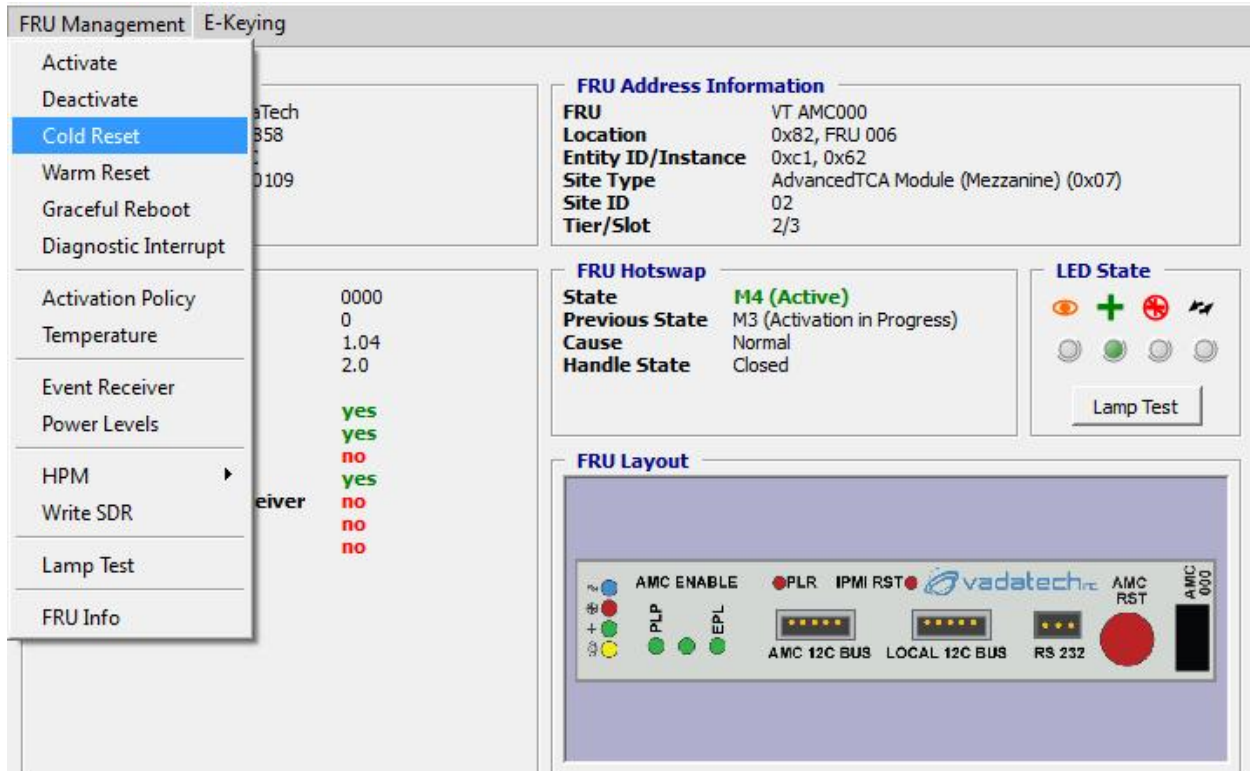 FRU Management E-Keying
Activate
Deactivate
Cold Reset
Warm Reset
Graceful Reboot
Diagnostic Interrupt
Activation Policy
Temperature
Event Receiver
Power Levels
HPM
Write SDR
Lamp Test
FRU Info
aTech
858
0109
0000
0
1.04
2.0
yes
yes
no
yes
eiver no
no
no
FRU Address Information
FRU VT AMC000
Location 0x82, FRU 006
Entity ID/Instance 0xc1, 0x62
Site Type AdvancedTCA Module (Mezzanine) (0x07)
Site ID 02
Tier/Slot 2/3
FRU Hotswap
State M4 (Active)
Previous State M3 (Activation in Progress)
Cause Normal
Handle State Closed
LED State
Lamp Test
FRU Layout
AMC ENABLE PLR IPMI RST vadatech AMC RST AMC 000
PLP EPL
AMC 12C BUS LOCAL 12C BUS RS 232